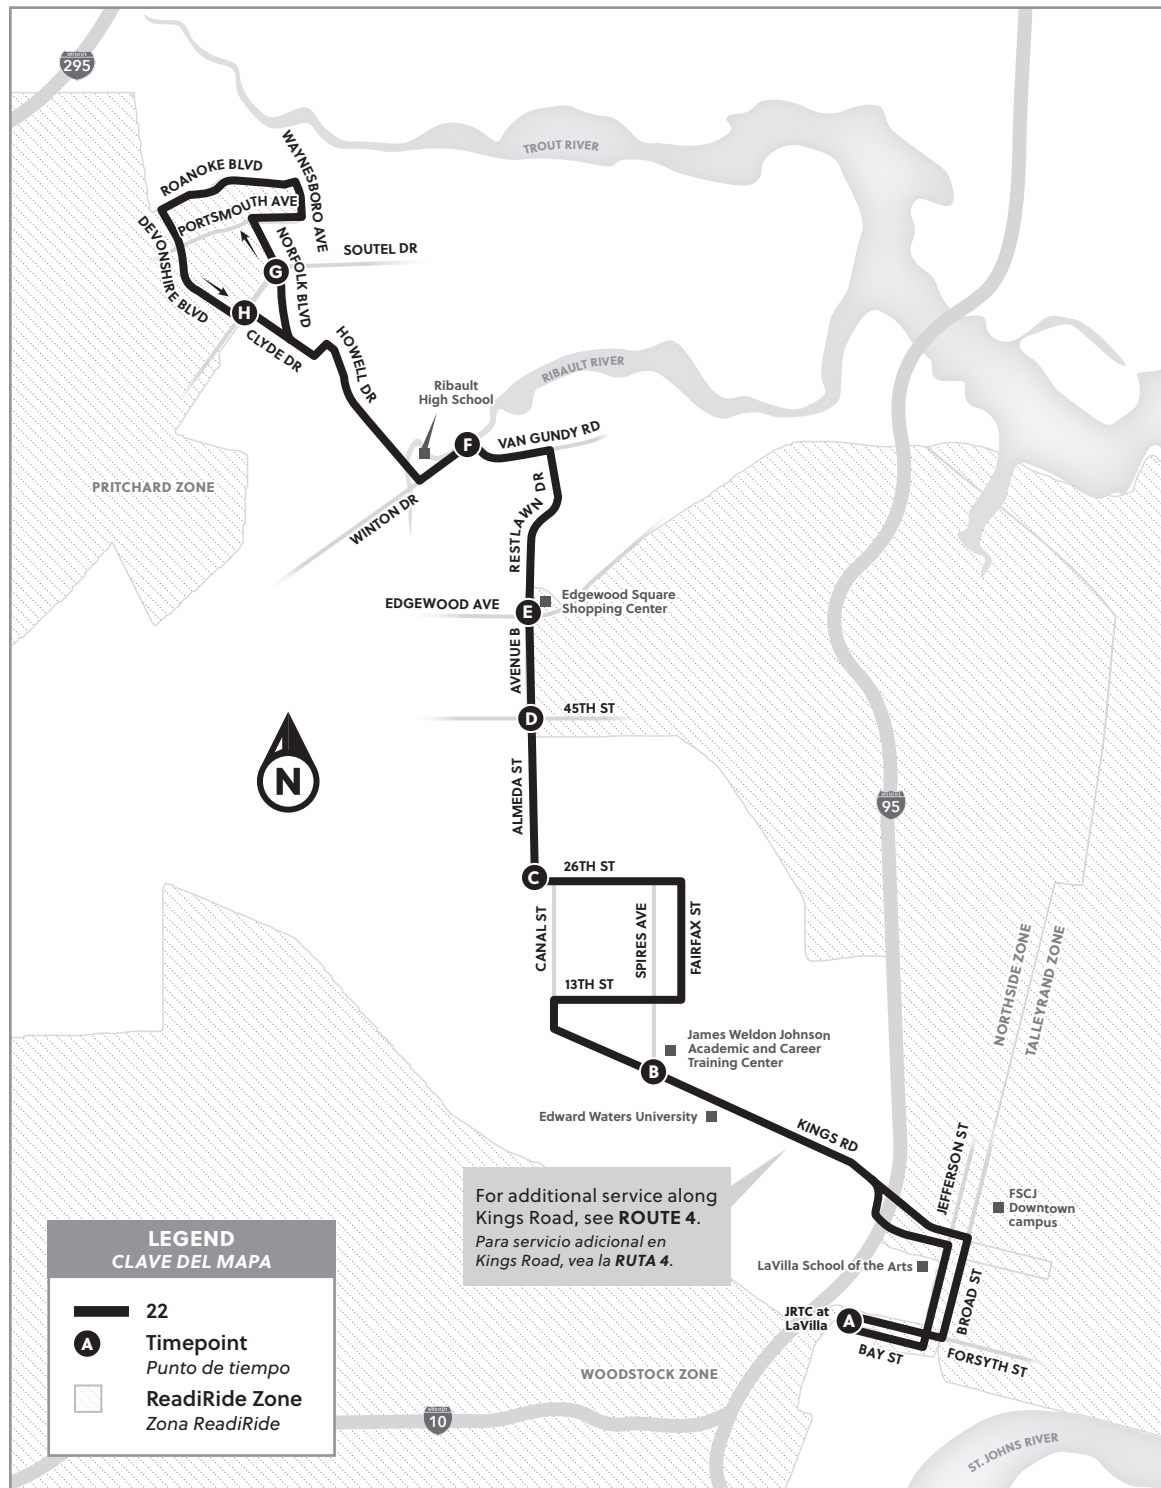 295
TROUT RIVER
WAYNESBORO AVE
ROANOKE BLVD
PORTSMOUTH AVE
DEVONSHIRE BLVD
NORFOLK BLVD
SOUTEL DR
G
H
CLYDE DR
HOWELL DR
RIBAULT RIVER
Ribault
High School
F
VAN GUNDY RD
PRITCHARD ZONE
WINTON DR
RESTLAWN DR
EDGEWOOD AVE
E
Edgewood Square
Shopping Center
AVENUE B
D
45TH ST
N
ALMEDA ST
95
C
26TH ST
CANAL ST
SPIRES AVE
FAIRFAX ST
13TH ST
NORTHSIDE ZONE
TALLEYRAND ZONE
James Weldon Johnson
Academic and Career
Training Center
B
Edward Waters University
KINGS RD
JEFFERSON ST
For additional service along
Kings Road, see ROUTE 4.
Para servicio adicional en
Kings Road, vea la RUTA 4.
FSCJ
Downtown
campus
LaVilla School of the Arts
BROAD ST
JRTC at
LaVilla
A
BAY ST
FORSYTH ST
WOODSTOCK ZONE
10
ST. JOHNS RIVER
LEGEND
CLAVE DEL MAPA
22
A
Timepoint
Punto de tiempo
ReadiRide Zone
Zona ReadiRide